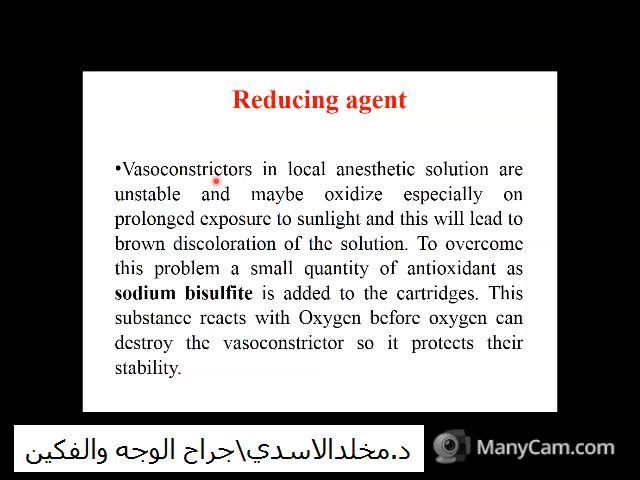 Reducing agent
•Vasoconstrictors in local anesthetic solution are
unstable and maybe oxidize especially on
prolonged exposure to sunlight and this will lead to
brown discoloration of the solution. To overcome
this problem a small quantity of antioxidant as
sodium bisulfite is added to the cartridges. This
substance reacts with Oxygen before oxygen can
destroy the vasoconstrictor so it protects their
stability.
د.مخلدالاسدي\جراح الوجه والفكين
ManyCam.com